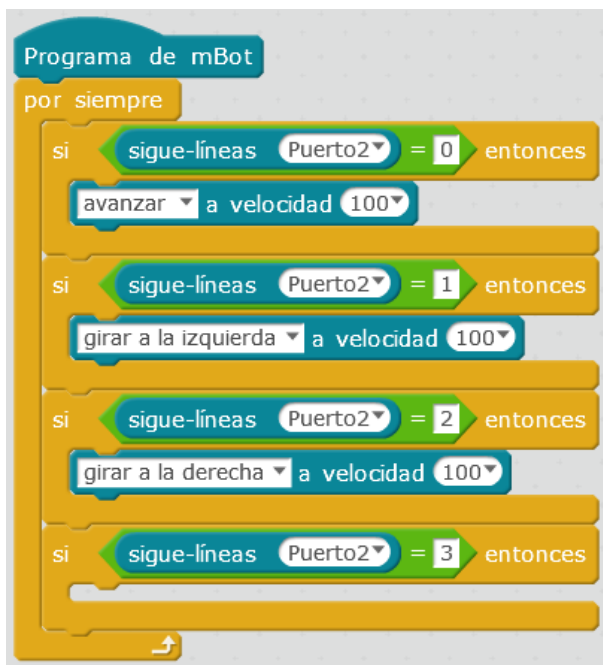 Programa de mBot
por siempre
si sigue-líneas Puerto2 = 0 entonces
avanzar a velocidad 100
si sigue-líneas Puerto2 = 1 entonces
girar a la izquierda a velocidad 100
si sigue-líneas Puerto2 = 2 entonces
girar a la derecha a velocidad 100
si sigue-líneas Puerto2 = 3 entonces